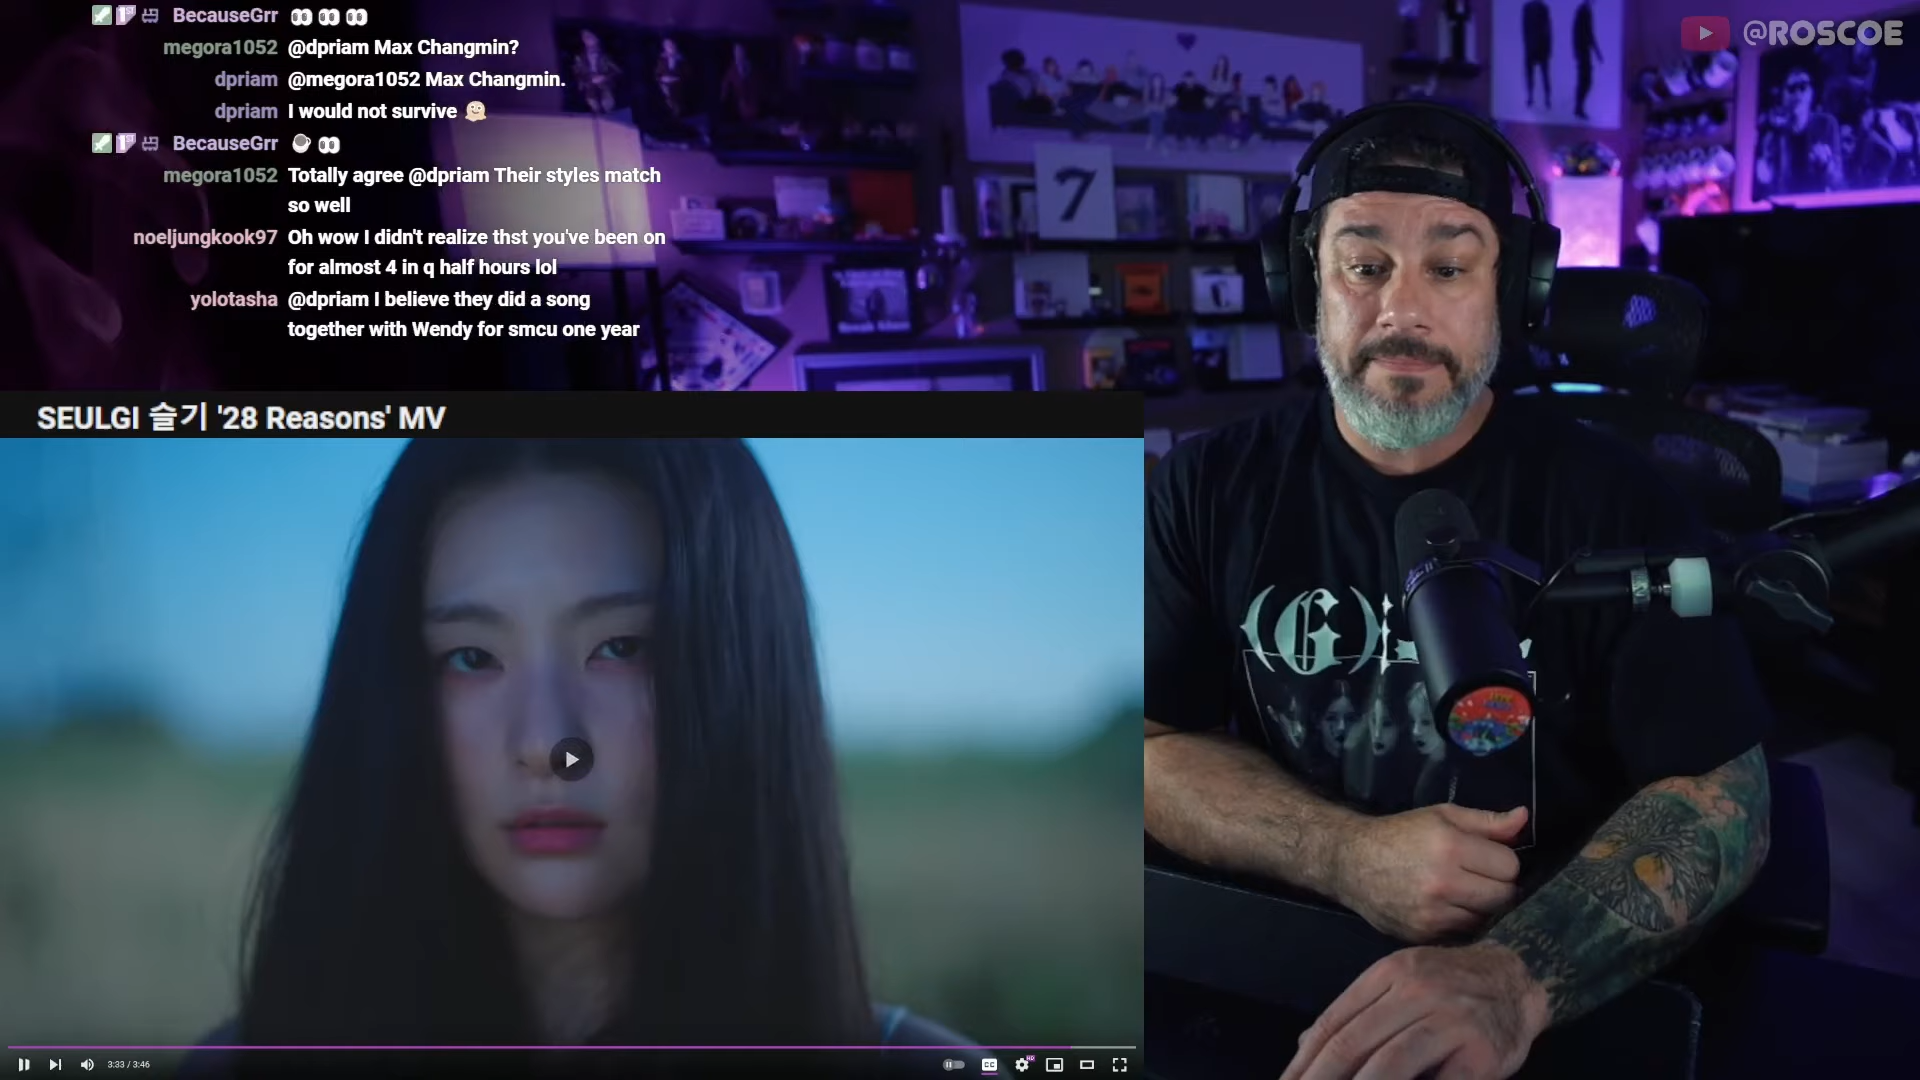 BecauseGrr
megora1052 @dpriam Max Changmin?
dpriam @megora1052 Max Changmin.
dpriam I would not survive
BecauseGrr
megora1052 Totally agree @dpriam Their styles match
so well
noeljungkook97 Oh wow I didn't realize thst you've been on
for almost 4 in q half hours lol
yolotasha @dpriam I believe they did a song
together with Wendy for smcu one year
@ROSCOE
7
SEULGI 슬기 '28 Reasons' MV
(G)I
3:33 / 3:46
CC
HD